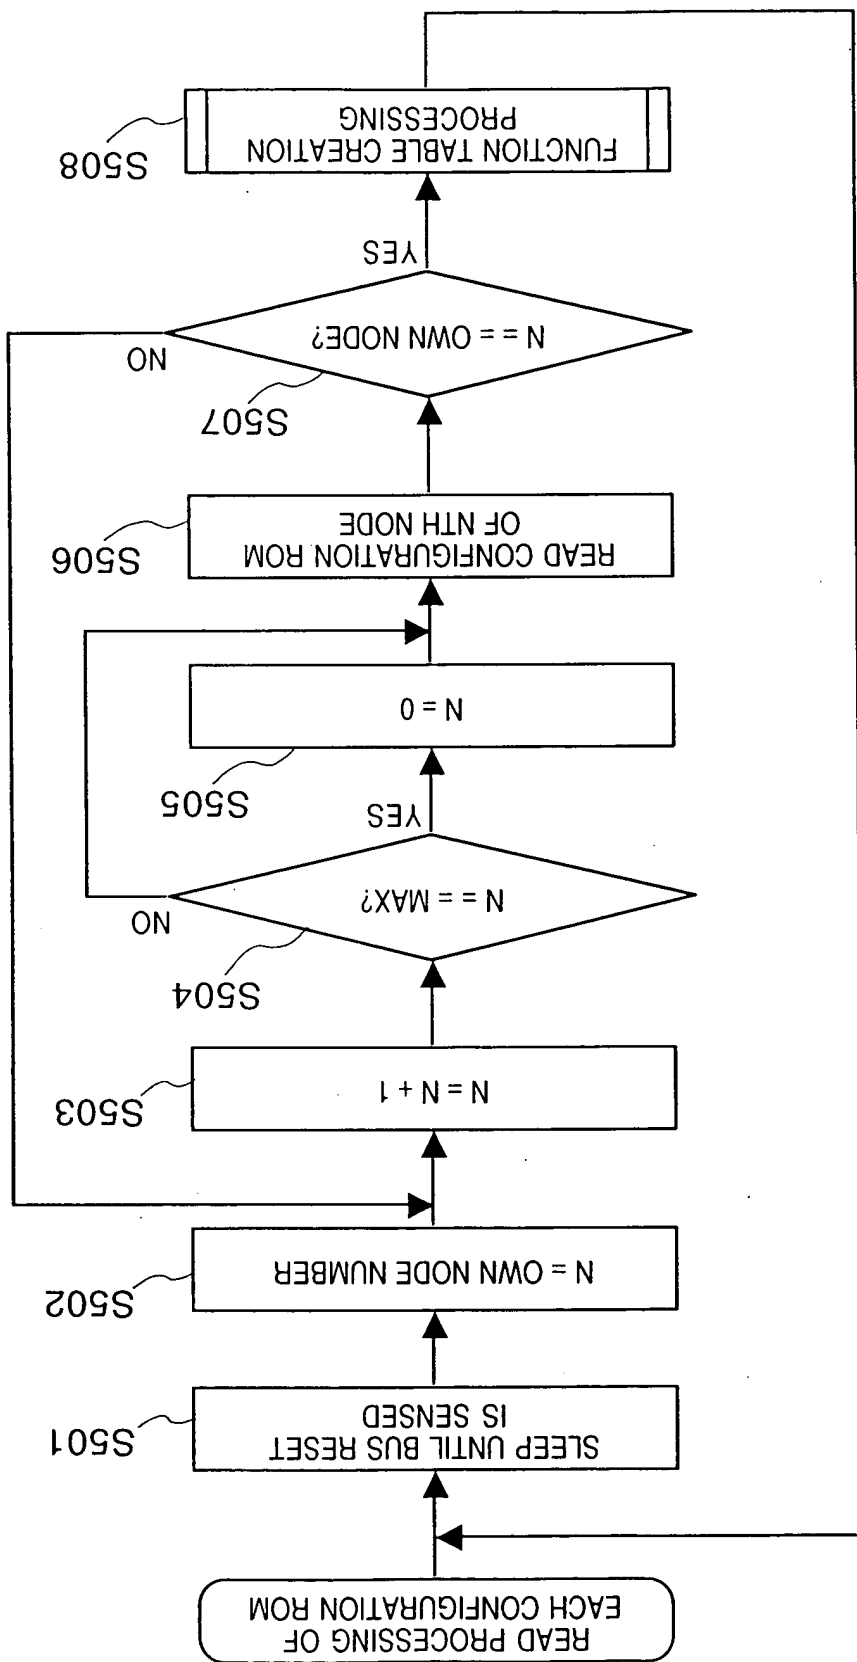 READ PROCESSING OF
EACH CONFIGURATION ROM
S501
SLEEP UNTIL BUS RESET
IS SENSED
S502
N = OWN NODE NUMBER
S503
N = N + 1
S504
N = = MAX?
NO
YES
S505
N = 0
S506
READ CONFIGURATION ROM
OF NTH NODE
S507
N = = OWN NODE?
NO
YES
S508
FUNCTION TABLE CREATION
PROCESSING